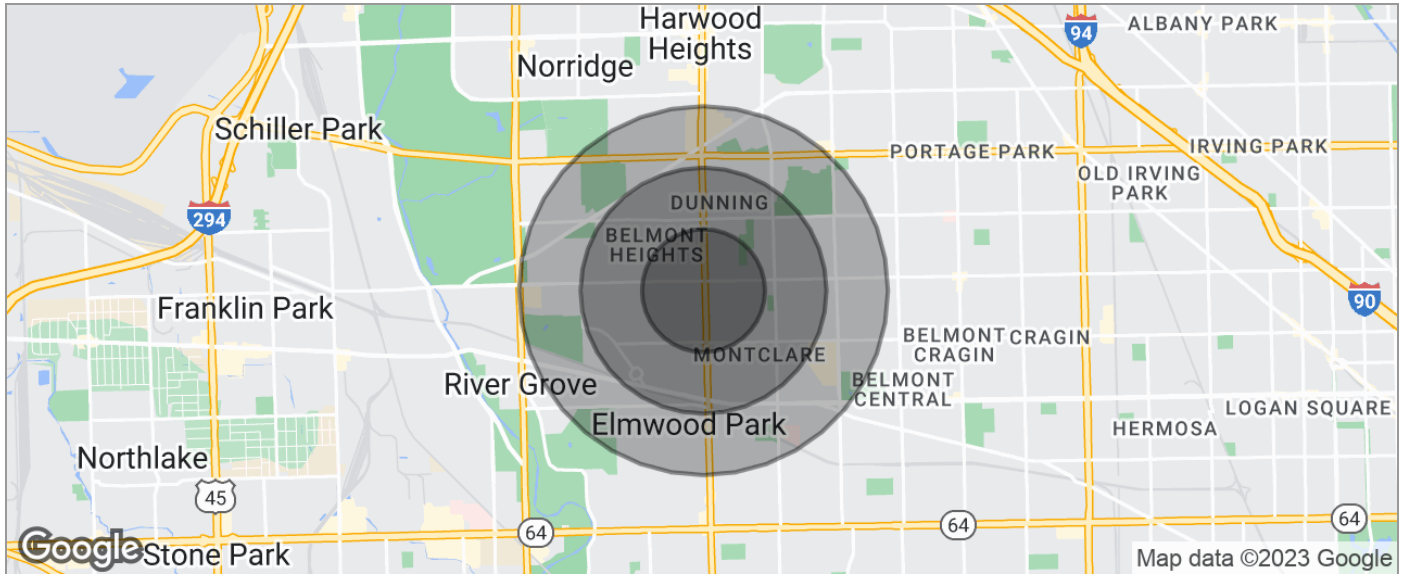 Harwood
Heights
ALBANY PARK
94
Norridge
Schiller Park
PORTAGE PARK
IRVING PARK
OLD IRVING
PARK
DUNNING
294
BELMONT
HEIGHTS
Franklin Park
90
BELMONT
CRAGIN
CRAGIN
MONTCLARE
River Grove
BELMONT
CENTRAL
LOGAN SQUARE
Elmwood Park
HERMOSA
Northlake
45
64
64
64
Google
Stone Park
Map data ©2023 Google